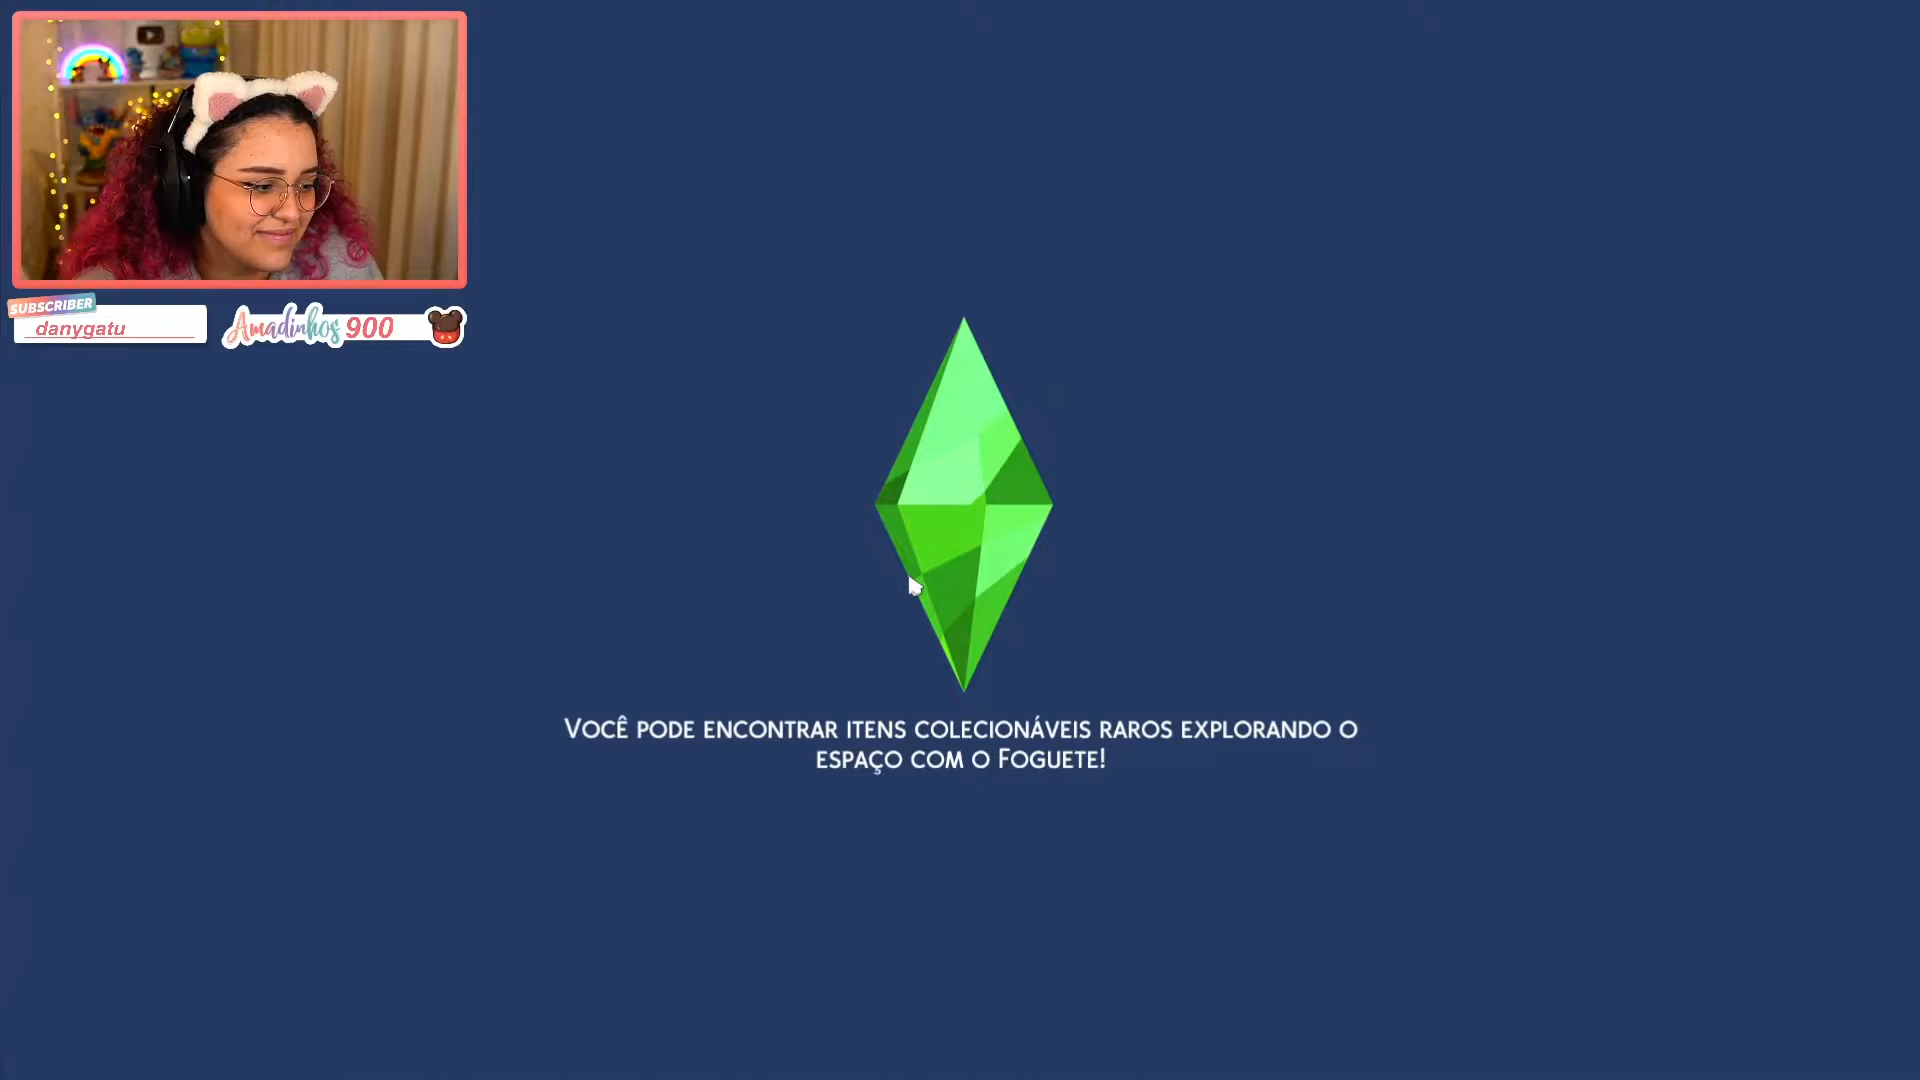 SUBSCRIBER
danygatu
Amadinhos 900
VOCÊ PODE ENCONTRAR ITENS COLECIONÁVEIS RAROS EXPLORANDO O
ESPAÇO COM O FOGUETE!